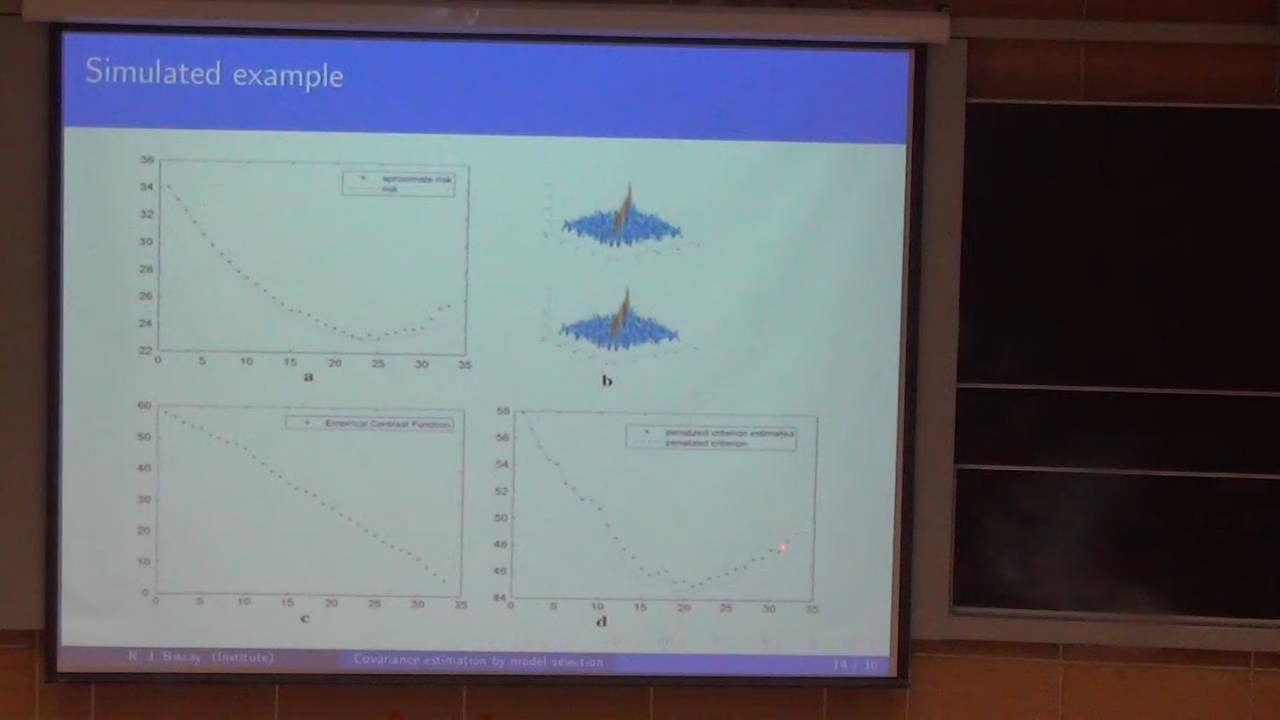 Simulated example
36
34
32
30
28
26
24
22
0 5 10 15 20 25 30 35
aproximate risk
risk
a
b
60
50
40
30
20
10
0
0 5 10 15 20 25 30 35
Empirical Contrast Function
c
58
56
54
52
50
48
46
44
0 5 10 15 20 25 30 35
penalized criterion estimated
penalized criterion
d
R. J. Biscay (Institute) Covariance estimation by model selection 14 / 16